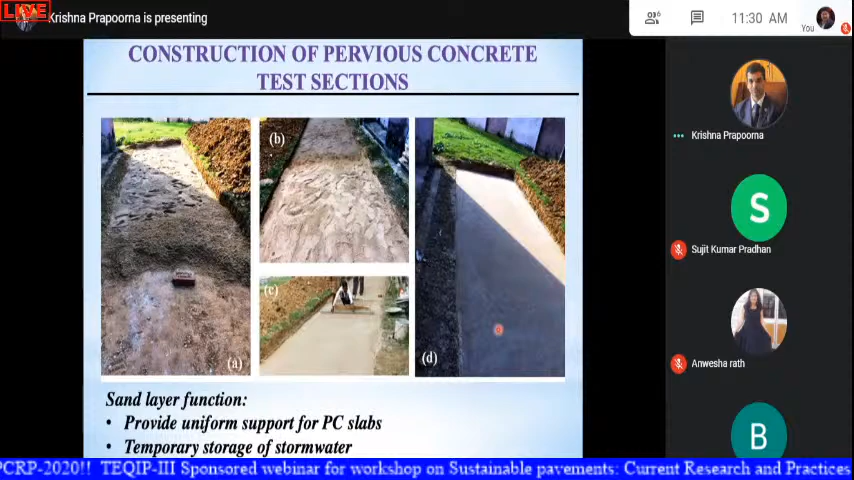 LIVE
Krishna Prapoorna is presenting
6
11:30 AM
You
CONSTRUCTION OF PERVIOUS CONCRETE
TEST SECTIONS
(a)
(b)
(c)
(d)
Sand layer function:
• Provide uniform support for PC slabs
• Temporary storage of stormwater
Krishna Prapoorna
S
Sujit Kumar Pradhan
Anwesha rath
B
PCRP-2020!! TEQIP-III Sponsored webinar for workshop on Sustainable pavements: Current Research and Practices